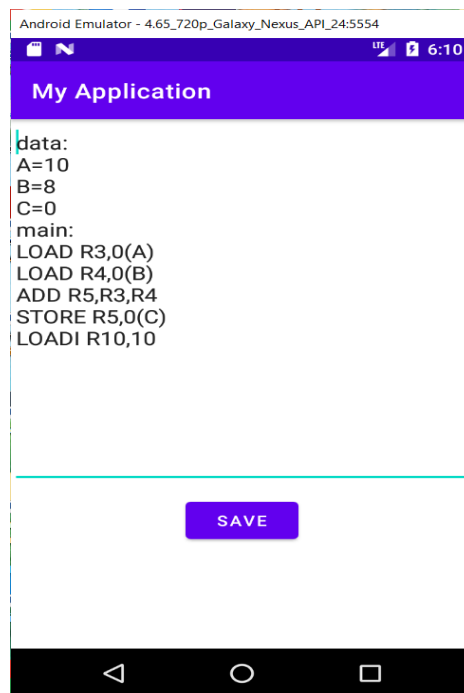 Android Emulator - 4.65_720p_Galaxy_Nexus_API_24:5554
LTE 6:10
My Application
data:
A=10
B=8
C=0
main:
LOAD R3,0(A)
LOAD R4,0(B)
ADD R5,R3,R4
STORE R5,0(C)
LOADI R10,10
SAVE